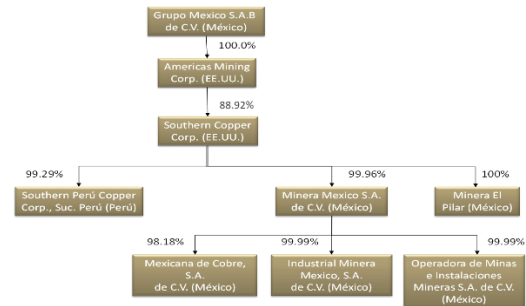 Grupo Mexico S.A.B
de C.V. (México)
100.0%
Americas Mining
Corp. (EE.UU.)
88.92%
Southern Copper
Corp. (EE.UU.)
99.29%
99.96%
100%
Southern Perú Copper
Corp., Suc. Perú (Perú)
Minera Mexico S.A.
de C.V. (México)
Minera El
Pilar (México)
98.18%
99.99%
99.99%
Mexicana de Cobre,
S.A.
de C.V. (México)
Industrial Minera
Mexico, S.A.
de C.V. (México)
Operadora de Minas
e Instalaciones
Mineras S.A. de C.V.
(México)